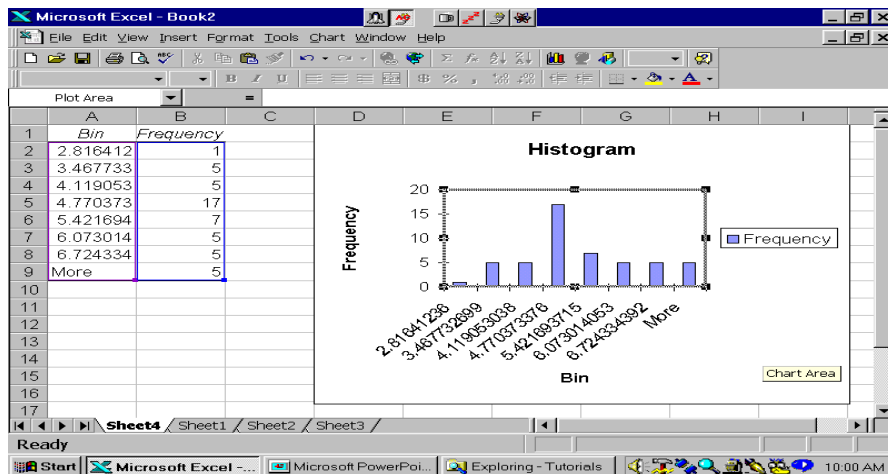 Microsoft Excel - Book2
File Edit View Insert Format Tools Chart Window Help
B I U
Plot Area =
A B C D E F G H I
1 Bin Frequency
2 2.816412 1
3 3.467733 5
4 4.119053 5
5 4.770373 17
6 5.421694 7
7 6.073014 5
8 6.724334 5
9 More 5
10
11
12
13
14
15
16
17
Histogram
Frequency
20
15
10
5
0
Frequency
2.81641236
3.467732699
4.119053038
4.770373376
5.421693715
6.073014053
6.724334392
More
Bin
Chart Area
Sheet4 Sheet1 Sheet2 Sheet3
Ready
Start Microsoft Excel -... Microsoft PowerPoi... Exploring - Tutorials 10:00 AM